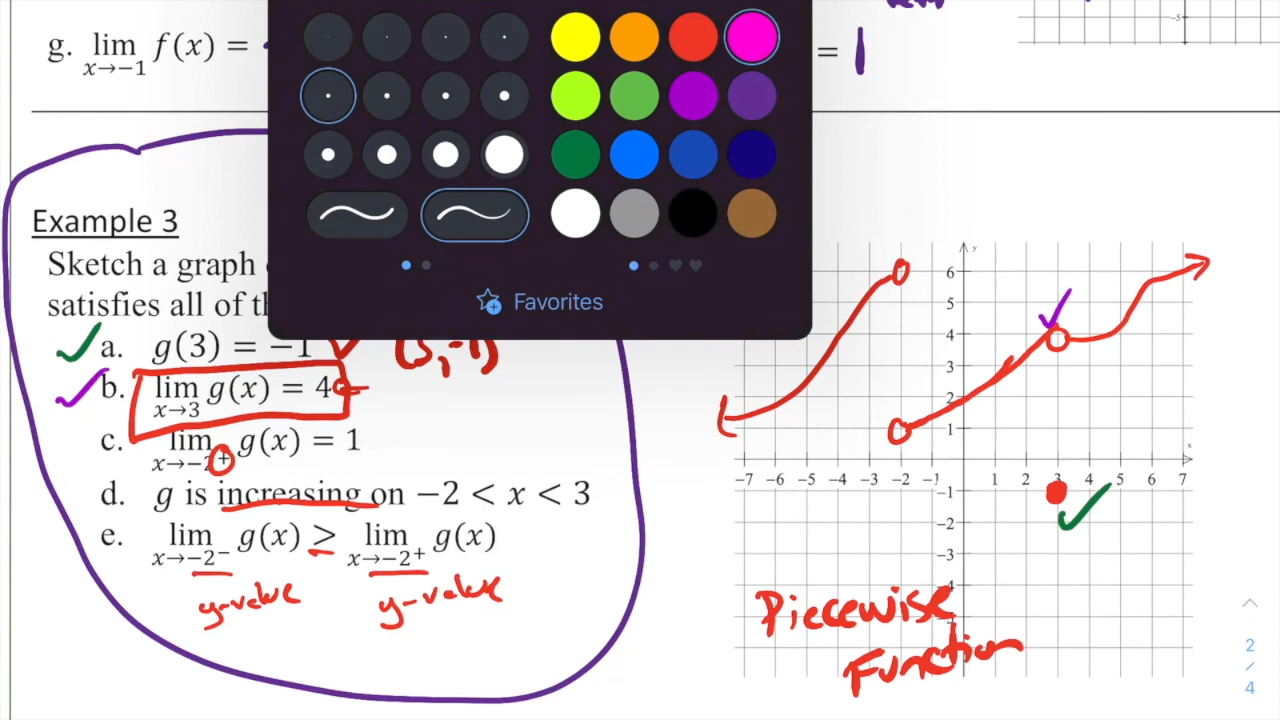 g. lim f(x) =
x→−1
= 1
−5
Example 3
Sketch a graph
satisfies all of th
Favorites
a. g(3) = −1 (3,-1)
b. lim g(x) = 4
x→3
c. lim g(x) = 1
x→−2⁺
d. g is increasing on −2 < x < 3
e. lim g(x) > lim g(x)
x→−2⁻ x→−2⁺
y-value y-value
y
6
5
4
3
2
1
x
−7 −6 −5 −4 −3 −2 −1 1 2 3 4 5 6 7
−1
−2
−3
4
Piecewise
Function
2
/
4